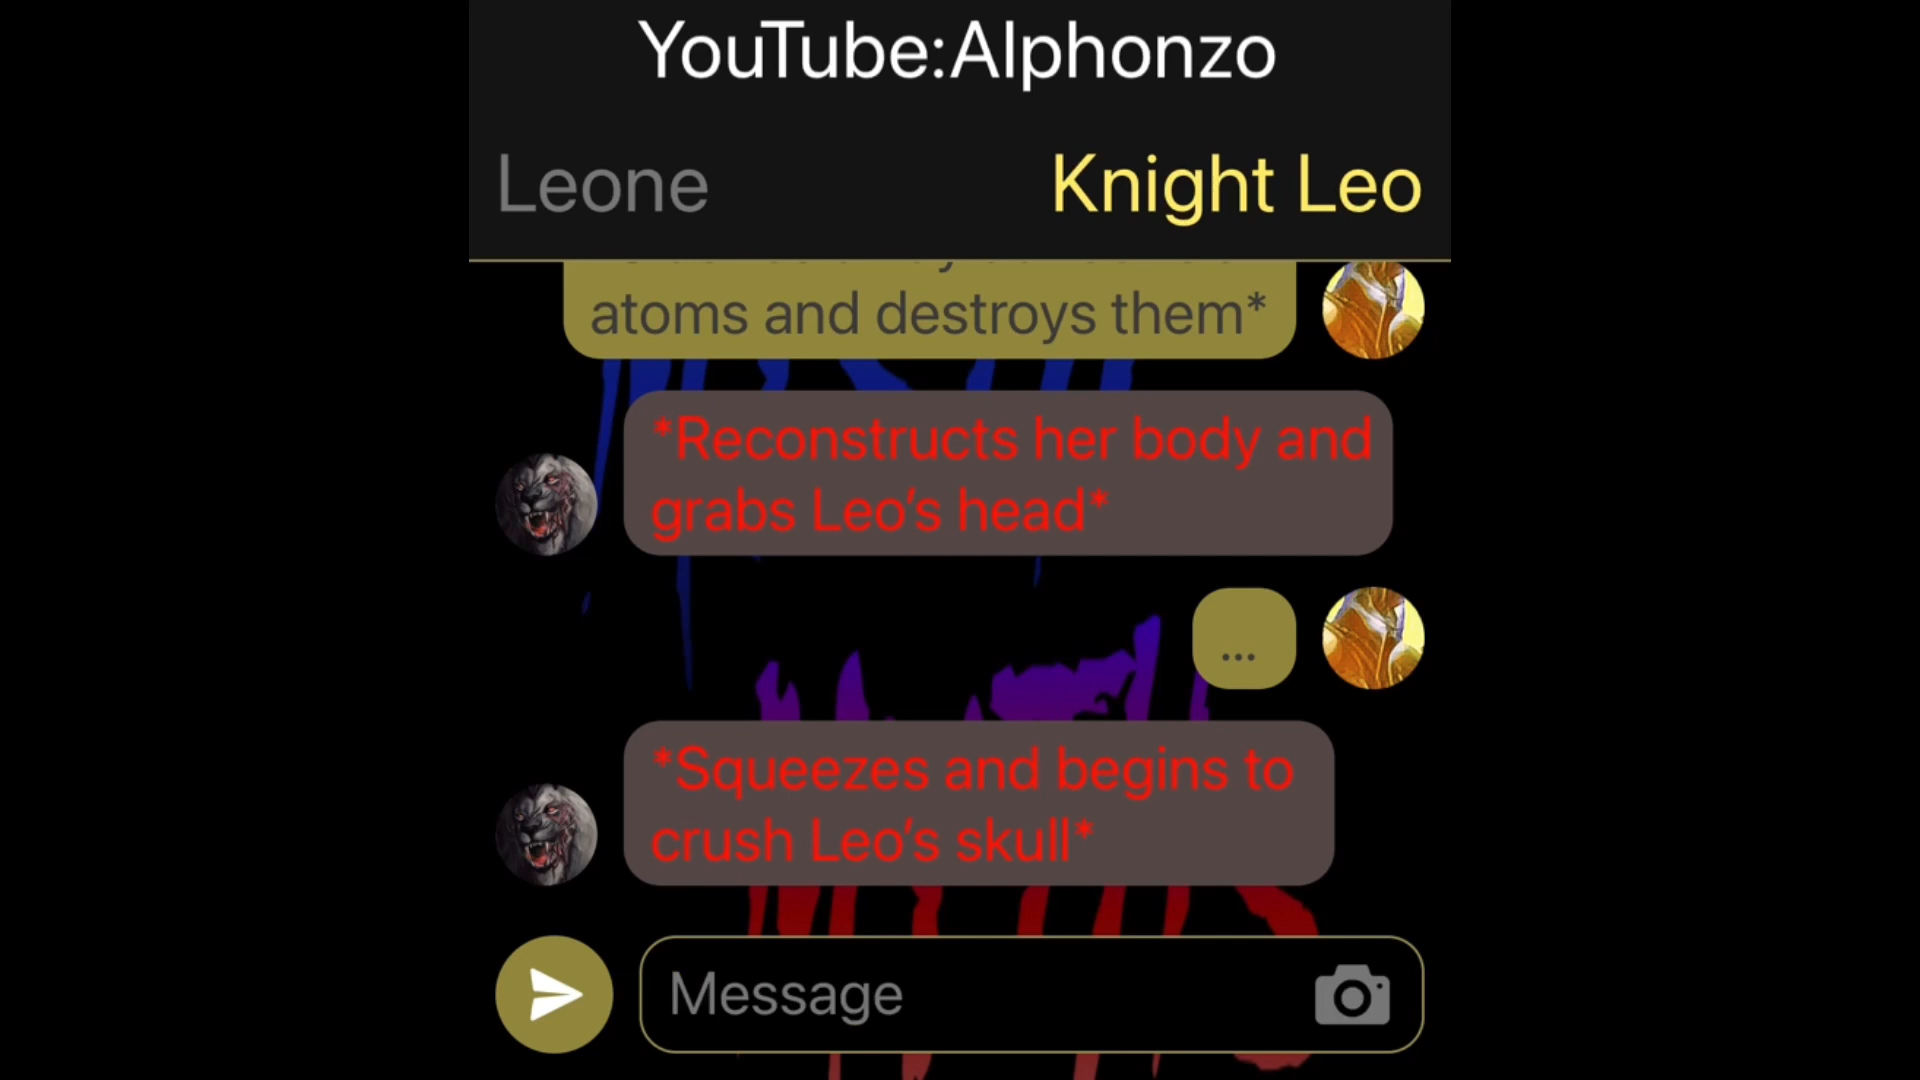 YouTube:Alphonzo
Leone
Knight Leo
atoms and destroys them*
*Reconstructs her body and
grabs Leo’s head*
...
*Squeezes and begins to
crush Leo’s skull*
Message